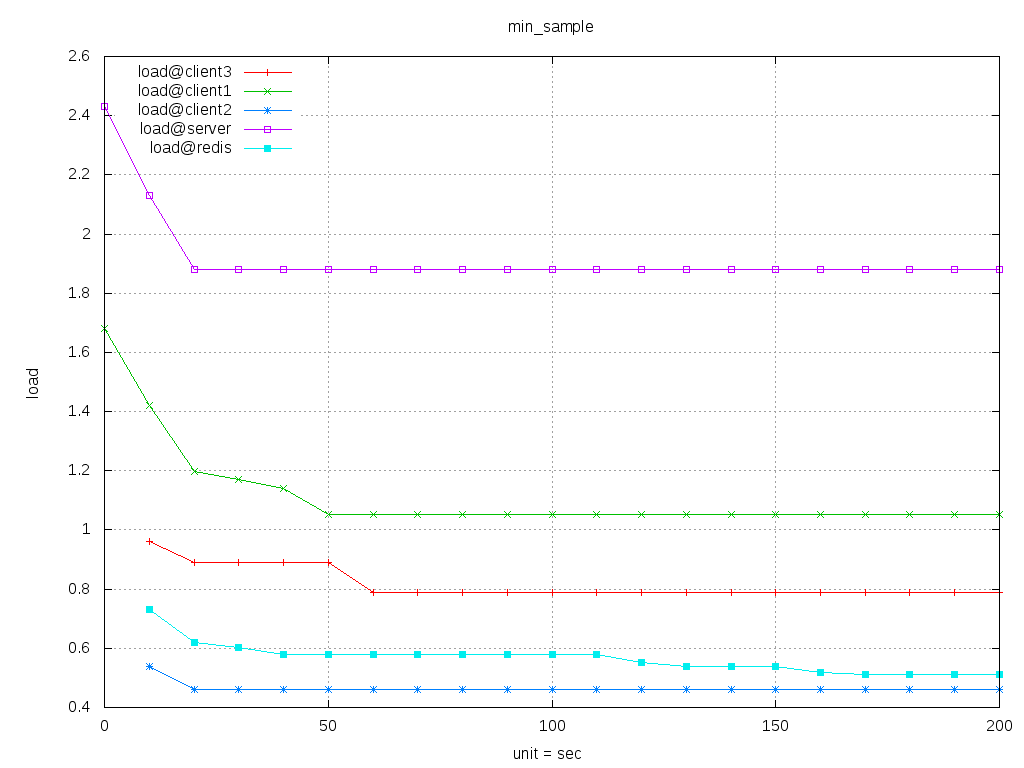 min_sample
2.6
2.4
2.2
2
1.8
1.6
1.4
1.2
1
0.8
0.6
0.4
load
load@client3
load@client1
load@client2
load@server
load@redis
0 50 100 150 200
unit = sec